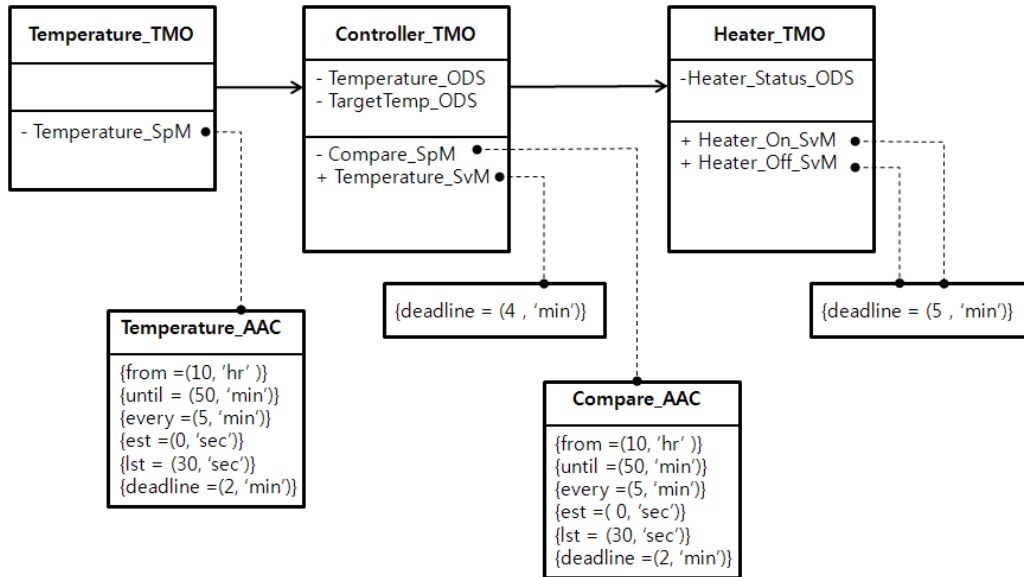 Temperature_TMO
- Temperature_SpM
Controller_TMO
- Temperature_ODS
- TargetTemp_ODS
- Compare_SpM
+ Temperature_SvM
Heater_TMO
-Heater_Status_ODS
+ Heater_On_SvM
+ Heater_Off_SvM
{deadline = (4 , ‘min’)}
{deadline = (5 , ‘min’)}
Temperature_AAC
{from =(10, ‘hr’ )}
{until = (50, ‘min’)}
{every =(5, ‘min’)}
{est =(0, ‘sec’)}
{lst = (30, ‘sec’)}
{deadline =(2, ‘min’)}
Compare_AAC
{from =(10, ‘hr’ )}
{until =(50, ‘min’)}
{every =(5, ‘min’)}
{est =( 0, ‘sec’)}
{lst = (30, ‘sec’)}
{deadline =(2, ‘min’)}